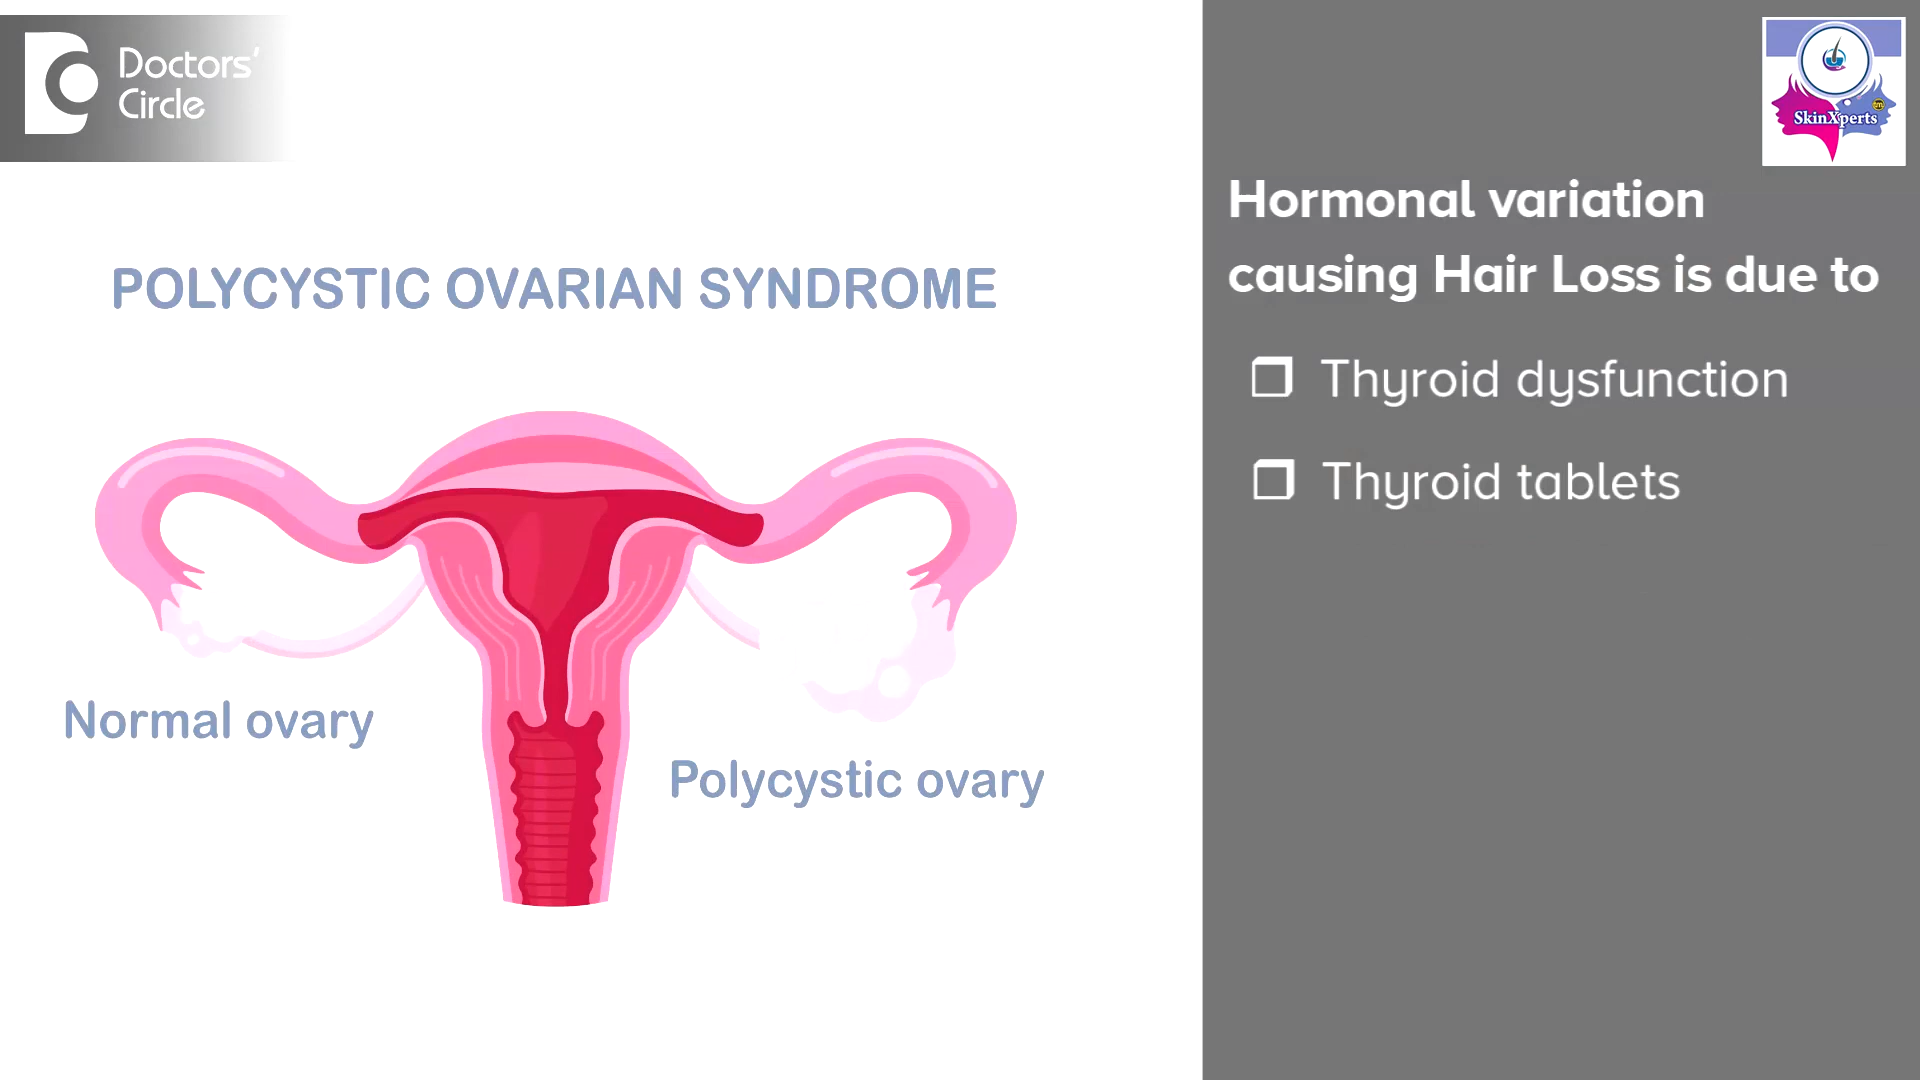 Doctors'
Circle
SkinXperts
Hormonal variation
causing Hair Loss is due to
Thyroid dysfunction
Thyroid tablets
POLYCYSTIC OVARIAN SYNDROME
Normal ovary
Polycystic ovary